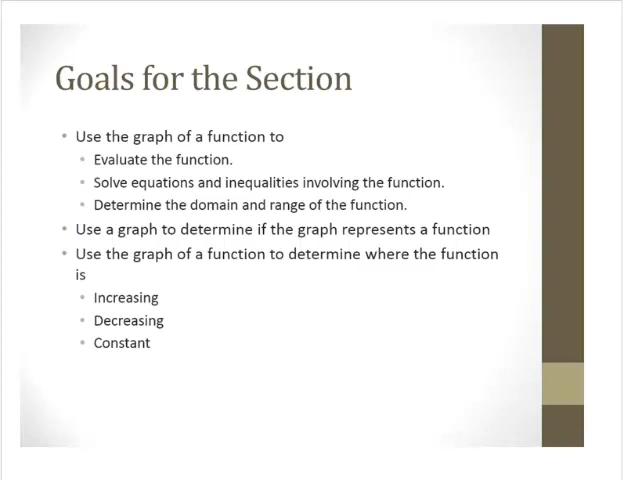 Goals for the Section
• Use the graph of a function to
• Evaluate the function.
• Solve equations and inequalities involving the function.
• Determine the domain and range of the function.
• Use a graph to determine if the graph represents a function
• Use the graph of a function to determine where the function
is
• Increasing
• Decreasing
• Constant